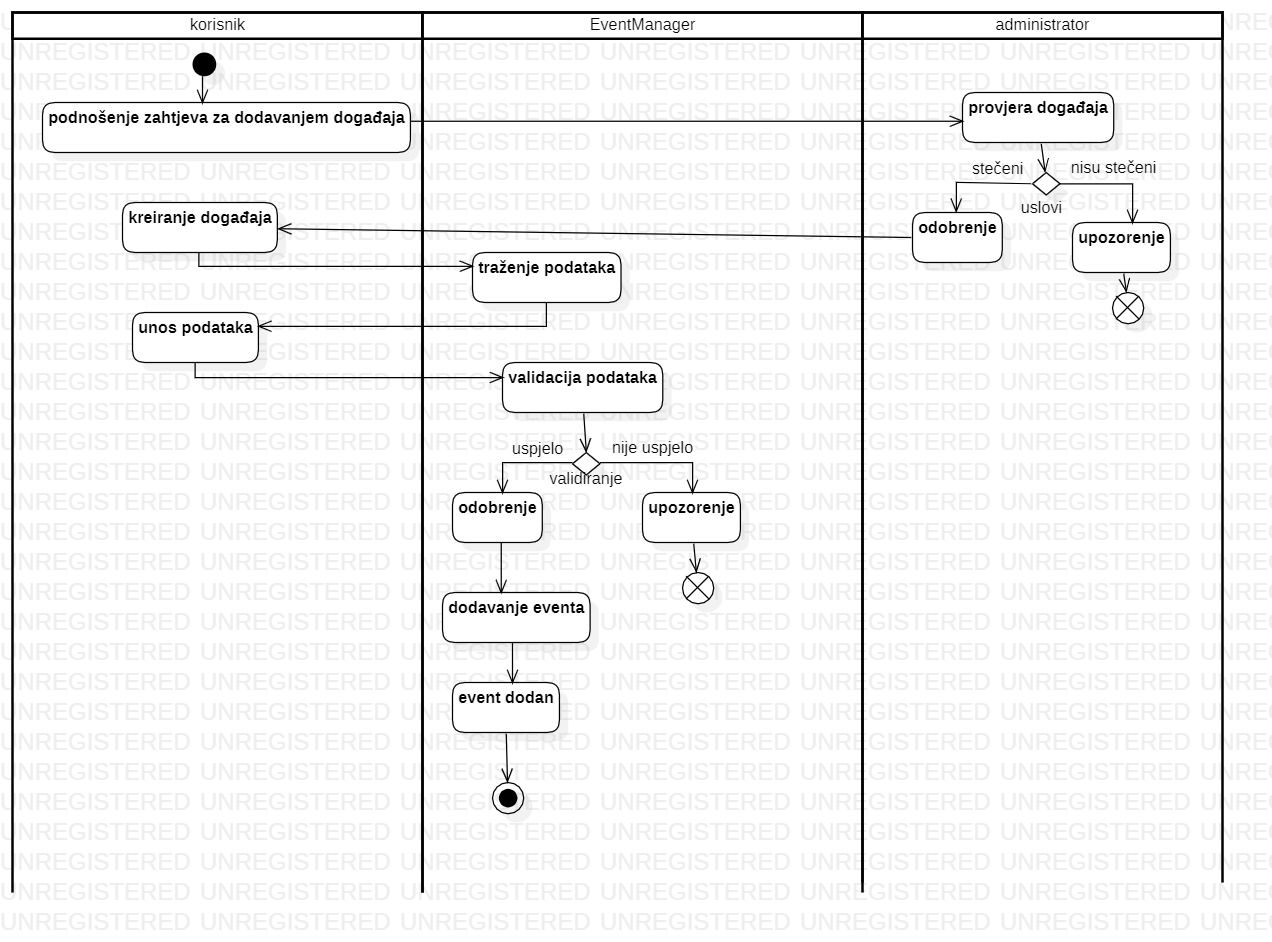 korisnik
EventManager
administrator
podnošenje zahtjeva za dodavanjem događaja
provjera događaja
stečeni
nisu stečeni
uslovi
kreiranje događaja
odobrenje
upozorenje
traženje podataka
unos podataka
validacija podataka
uspjelo
nije uspjelo
validiranje
odobrenje
upozorenje
dodavanje eventa
event dodan
UNREGISTERED